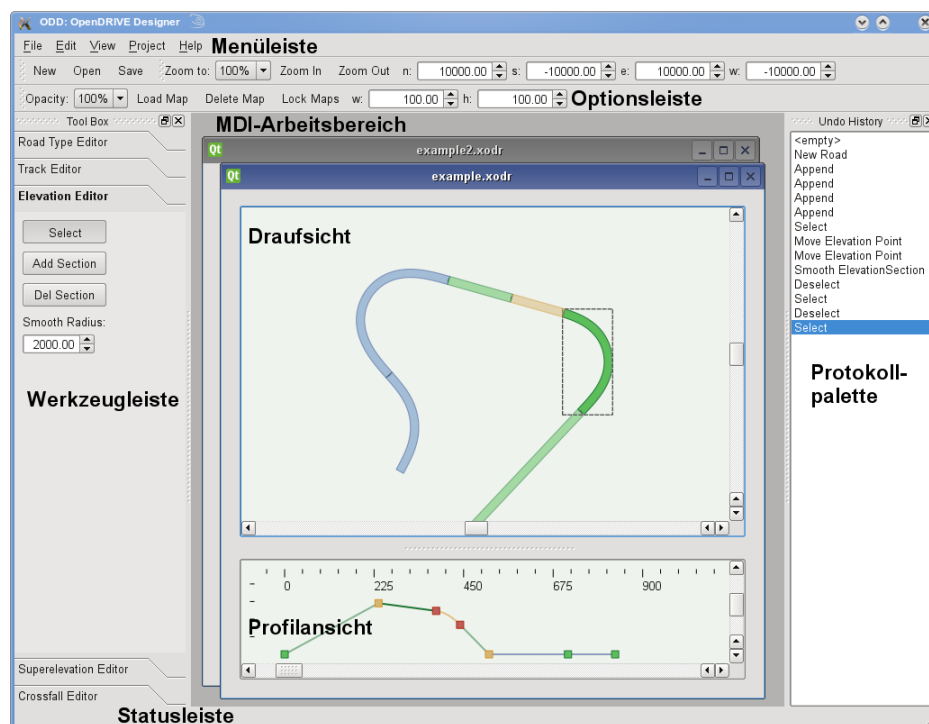 ODD: OpenDRIVE Designer
File Edit View Project Help Menüleiste
New Open Save Zoom to: 100% Zoom In Zoom Out n: 10000.00 s: -10000.00 e: 10000.00 w: -10000.00
Opacity: 100% Load Map Delete Map Lock Maps w: 100.00 h: 100.00 Optionsleiste
Tool Box
Road Type Editor
Track Editor
Elevation Editor
Select
Add Section
Del Section
Smooth Radius:
2000.00
Werkzeugleiste
Superelevation Editor
Crossfall Editor
Statusleiste
MDI-Arbeitsbereich
Qt example2.xodr
Qt example.xodr
Draufsicht
0 225 450 675 900
Profilansicht
Undo History
<empty>
New Road
Append
Append
Append
Append
Select
Move Elevation Point
Move Elevation Point
Smooth ElevationSection
Deselect
Select
Deselect
Select
Protokoll-
palette